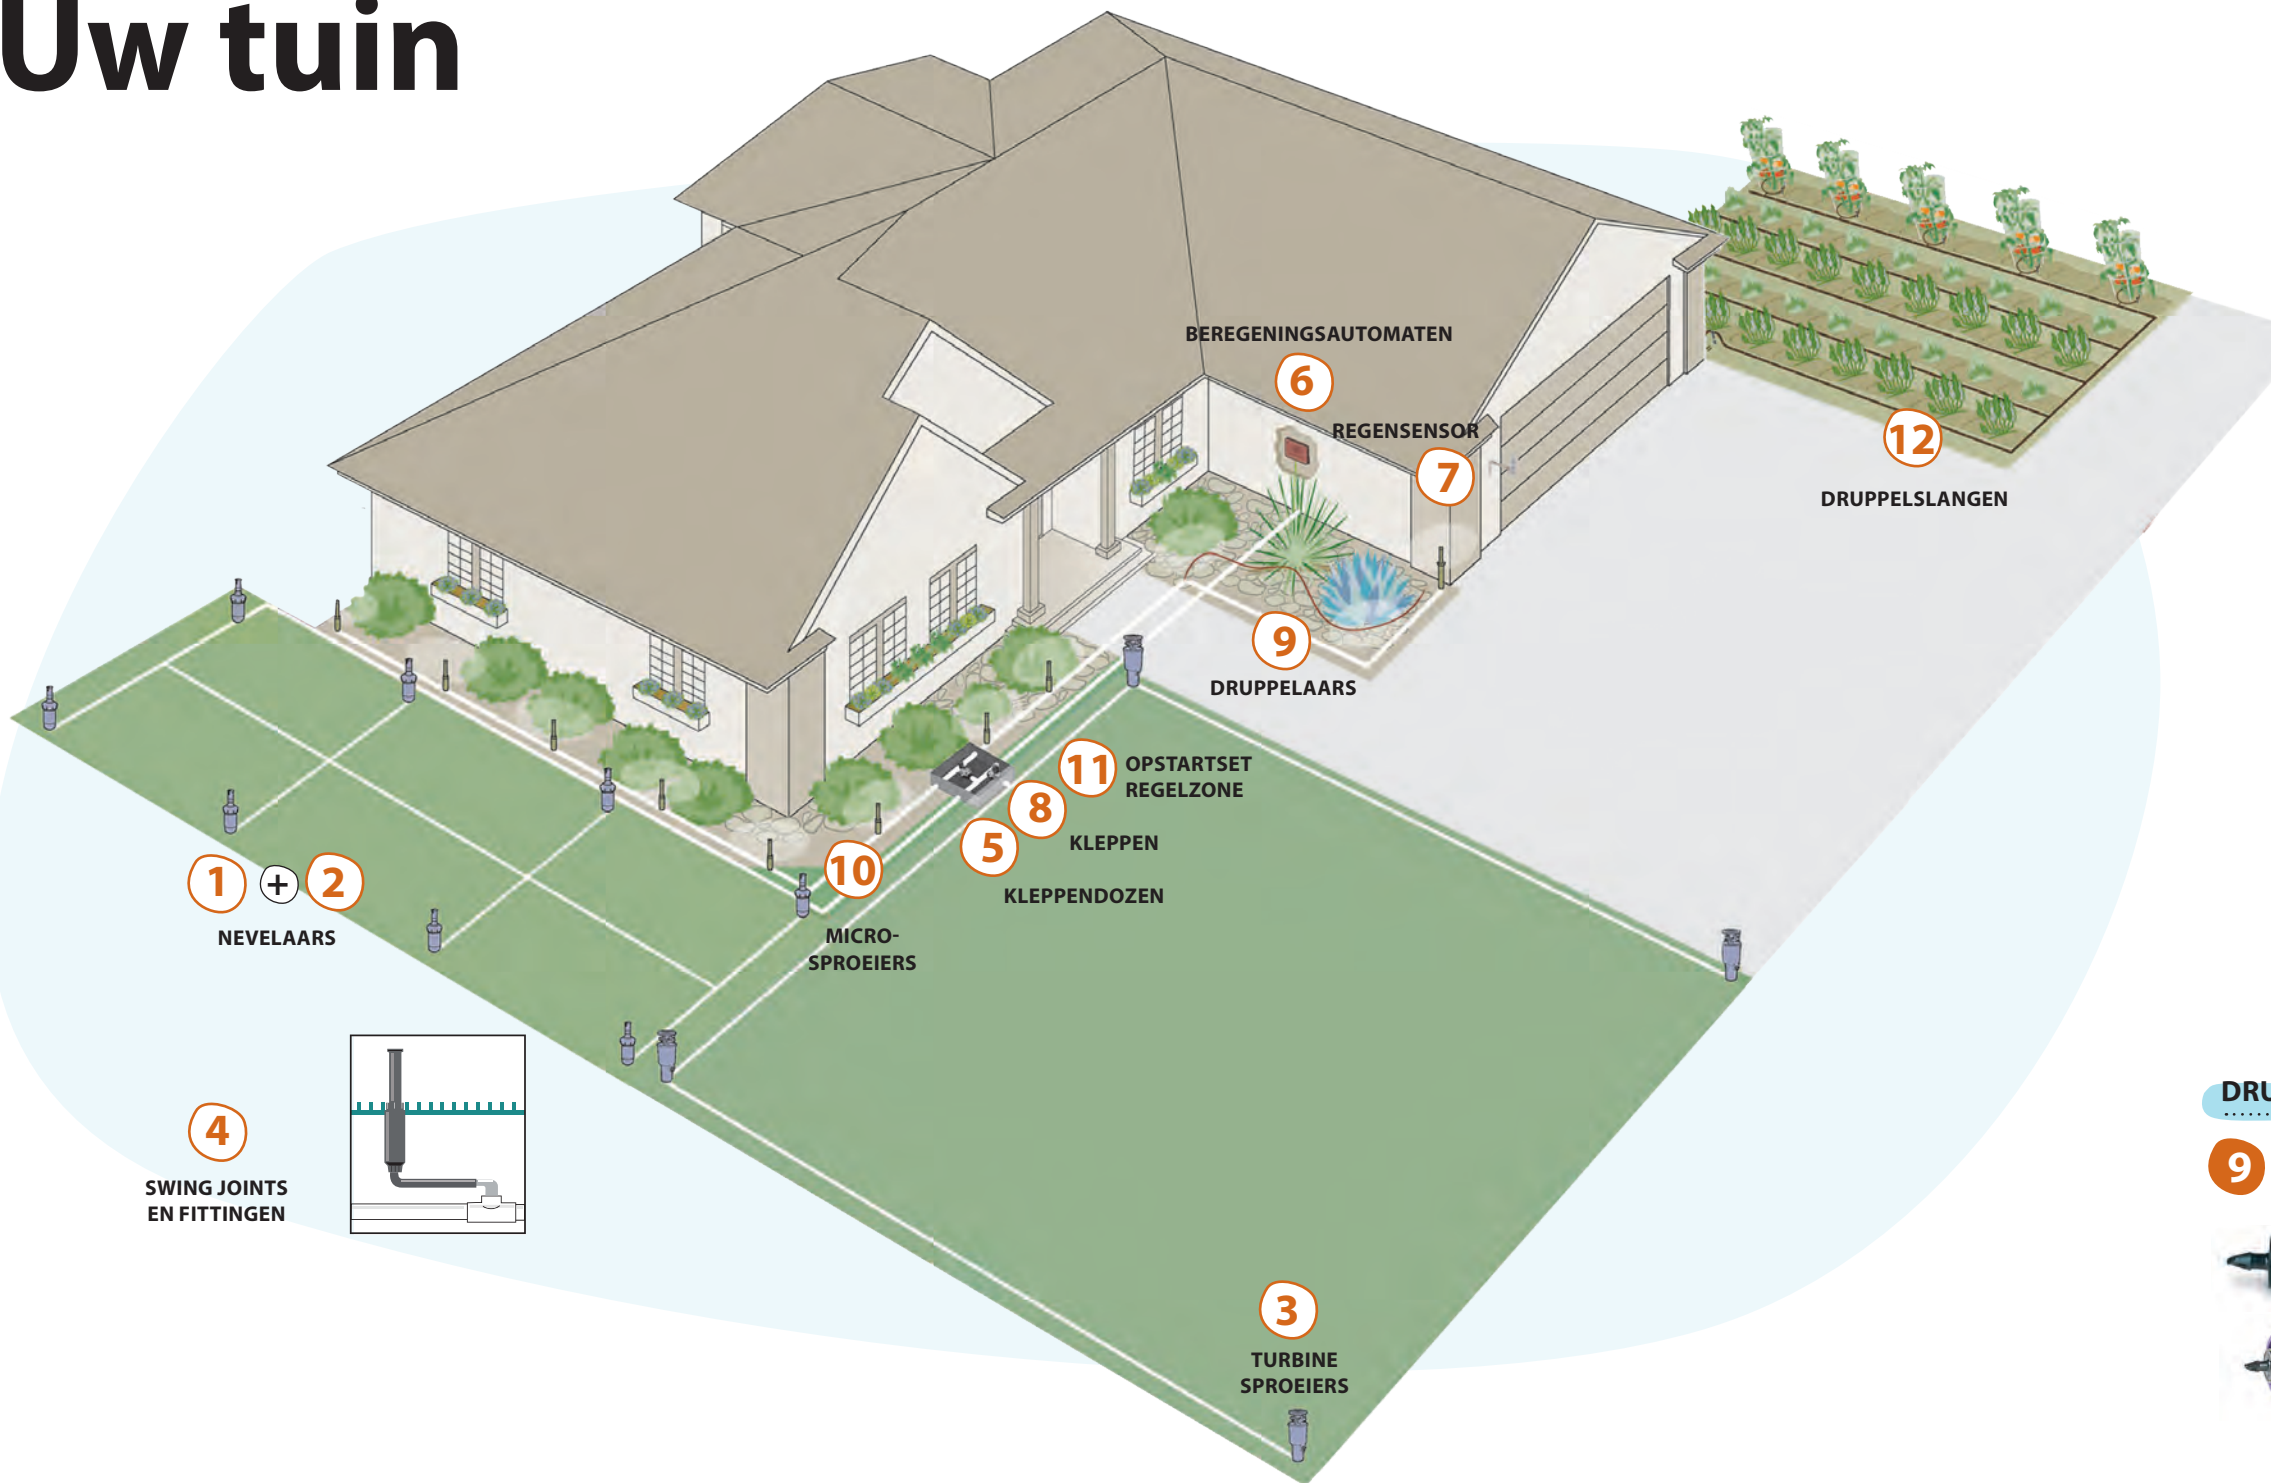 Uw tuin
BEREGENINGSAUTOMATEN
6
REGENSENSOR
7
12
DRUPPELSLANGEN
9
DRUPPELAARS
11
OPSTARTSET
REGELZONE
8
KLEPPEN
5
KLEPPENDOZEN
10
MICRO-
SPROEIERS
1 + 2
NEVELAARS
4
SWING JOINTS
EN FITTINGEN
3
TURBINE
SPROEIERS
DRU
9